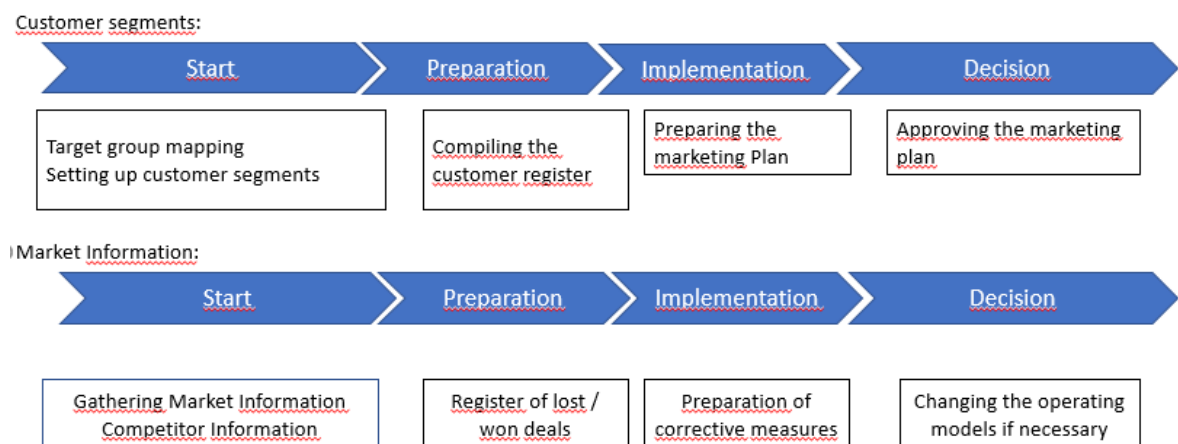 Customer segments:
Start
Preparation
Implementation
Decision
Target group mapping
Setting up customer segments
Compiling the
customer register
Preparing the
marketing Plan
Approving the marketing
plan
Market Information:
Start
Preparation
Implementation
Decision
Gathering Market Information
Competitor Information
Register of lost /
won deals
Preparation of
corrective measures
Changing the operating
models if necessary